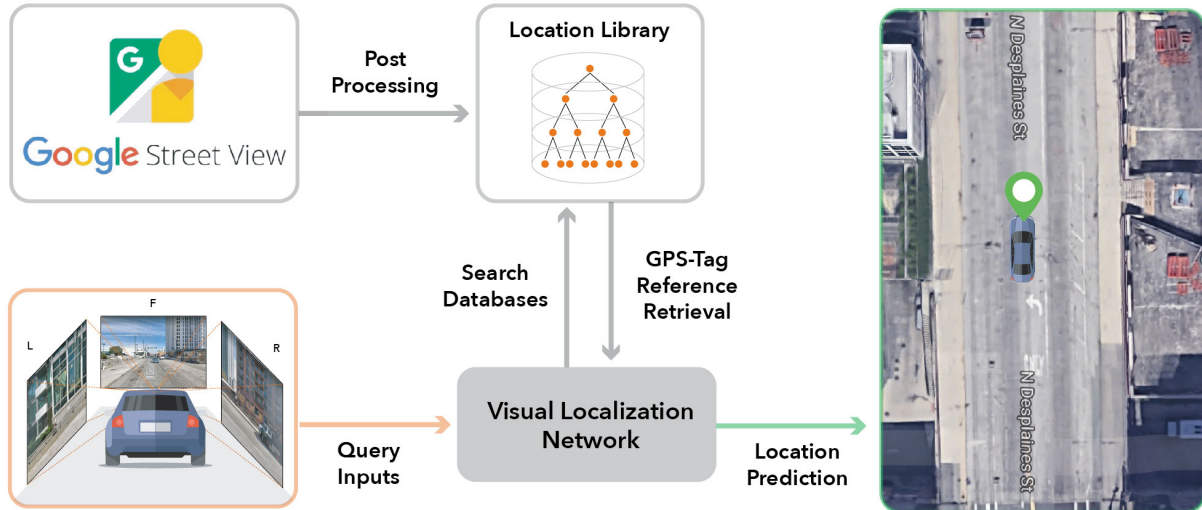 G
Google Street View
Post
Processing
Location Library
Search
Databases
GPS-Tag
Reference
Retrieval
L
F
R
Query
Inputs
Visual Localization
Network
Location
Prediction
N Desplaines St
N Desplaines St